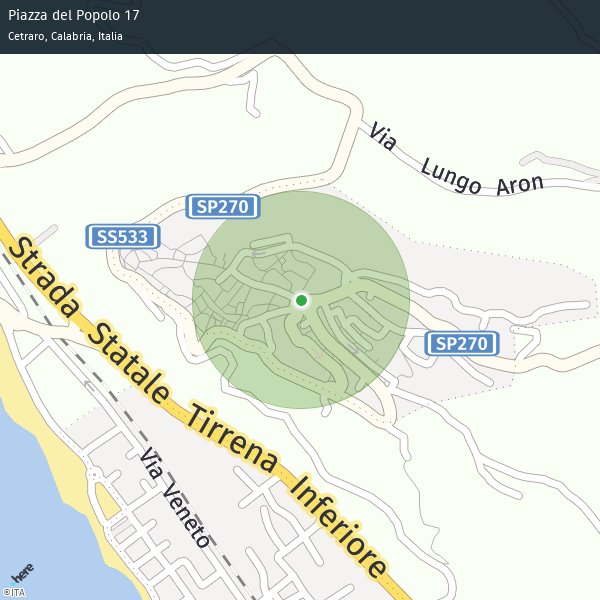 Piazza del Popolo 17
Cetraro, Calabria, Italia
Via Lungo Aron
SP270
SS533
Strada Statale Tirrena Inferiore
SP270
Via Veneto
here
©ITA